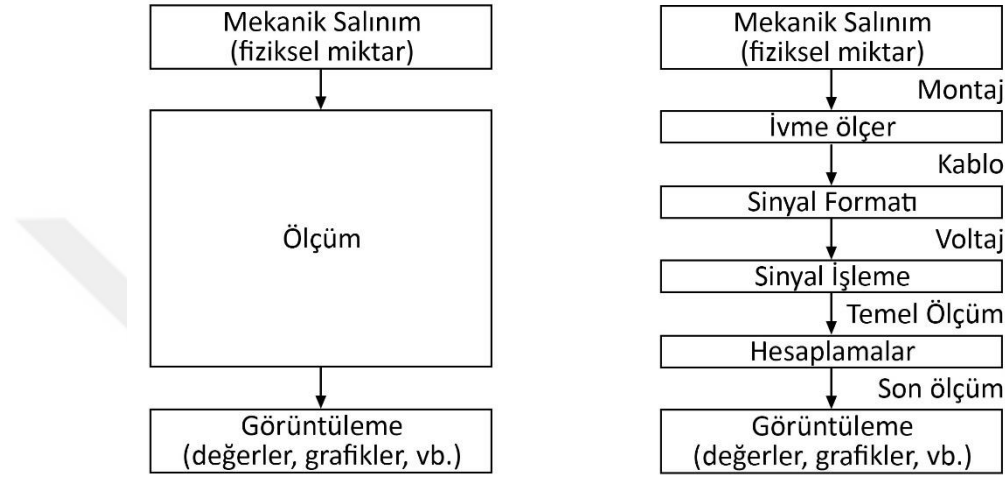 Mekanik Salınım
(fiziksel miktar)
Ölçüm
Görüntüleme
(değerler, grafikler, vb.)
Mekanik Salınım
(fiziksel miktar)
Montaj
İvme ölçer
Kablo
Sinyal Formatı
Voltaj
Sinyal İşleme
Temel Ölçüm
Hesaplamalar
Son ölçüm
Görüntüleme
(değerler, grafikler, vb.)